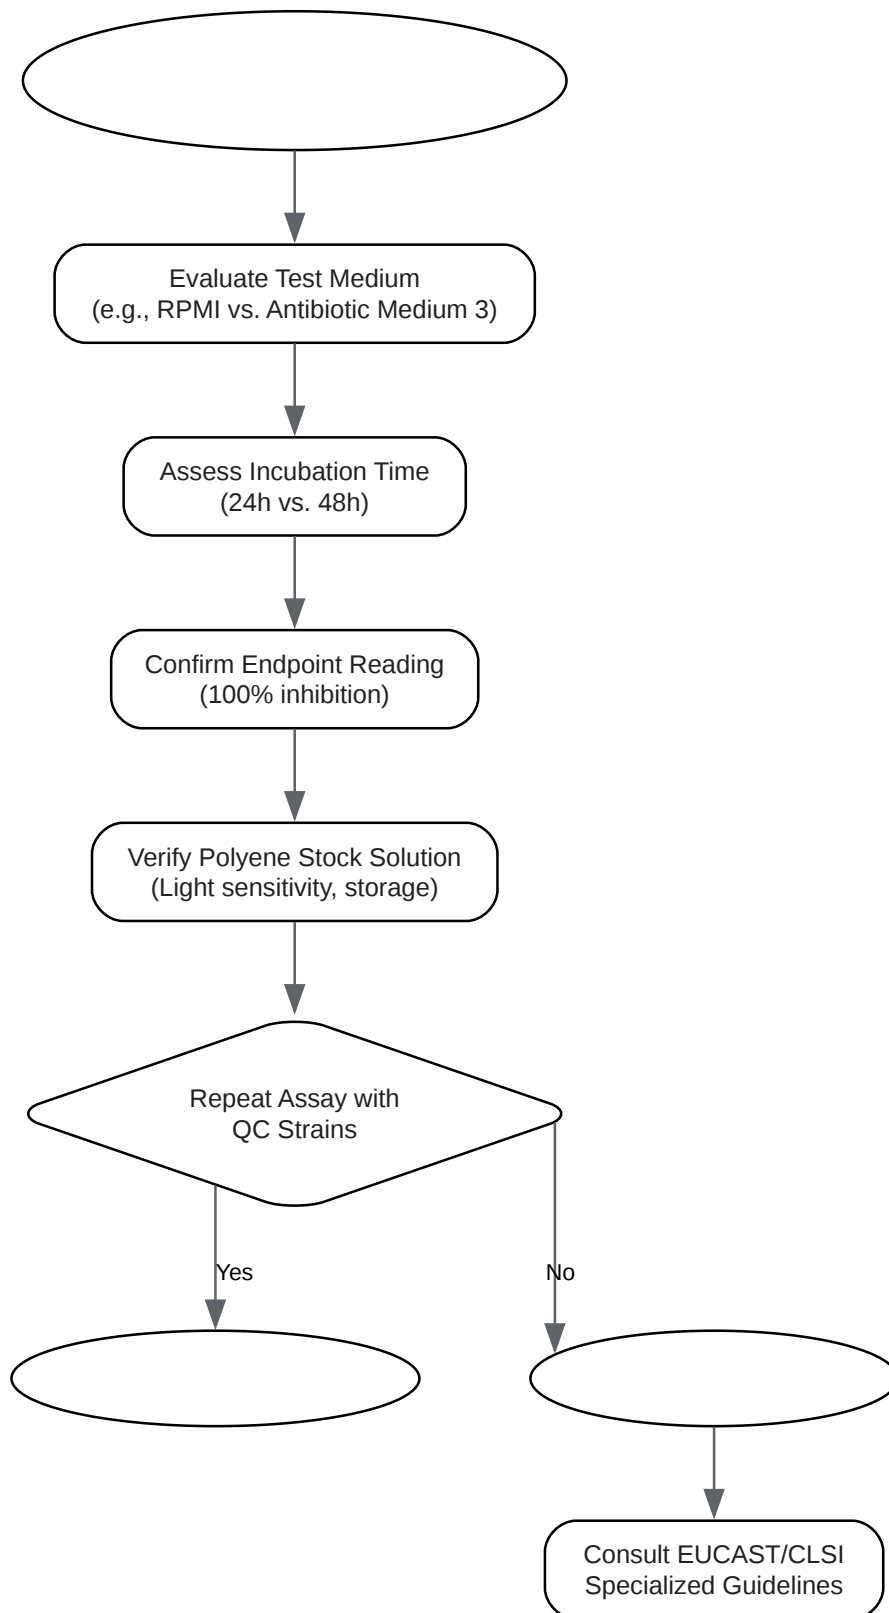 Evaluate Test Medium
(e.g., RPMI vs. Antibiotic Medium 3)
Assess Incubation Time
(24h vs. 48h)
Confirm Endpoint Reading
(100% inhibition)
Verify Polyene Stock Solution
(Light sensitivity, storage)
Repeat Assay with
QC Strains
Yes
No
Consult EUCAST/CLSI
Specialized Guidelines